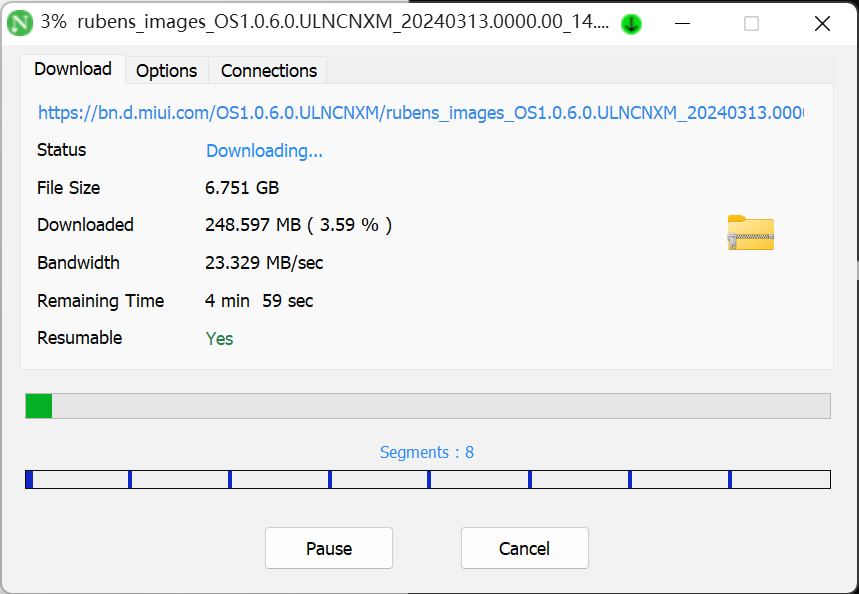 3% rubens_images_OS1.0.6.0.ULNCNXM_20240313.0000.00_14....
Download Options Connections
https://bn.d.miui.com/OS1.0.6.0.ULNCNXM/rubens_images_OS1.0.6.0.ULNCNXM_20240313.000
Status Downloading...
File Size 6.751 GB
Downloaded 248.597 MB ( 3.59 % )
Bandwidth 23.329 MB/sec
Remaining Time 4 min 59 sec
Resumable Yes
Segments : 8
Pause Cancel